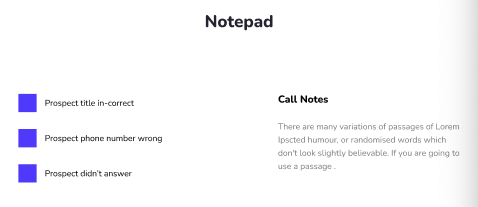 Notepad
Prospect title in-correct
Prospect phone number wrong
Prospect didn't answer
Call Notes
There are many variations of passages of Lorem
Ipscted humour, or randomised words which
don't look slightly believable. If you are going to
use a passage .